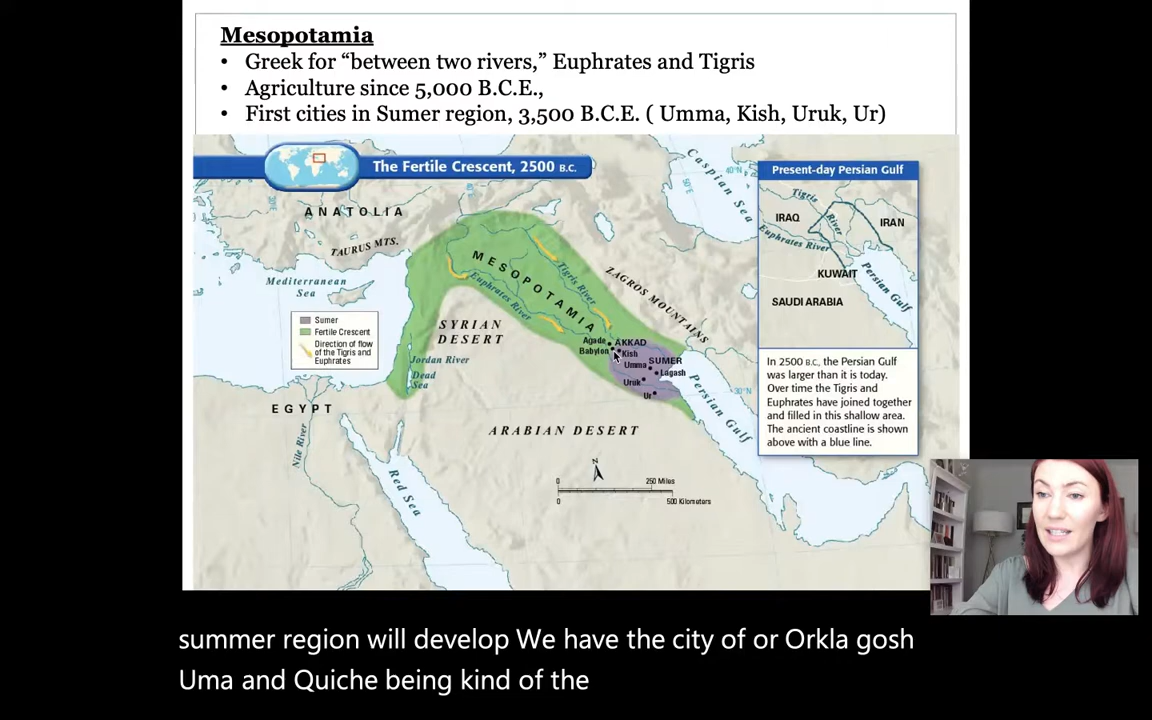 Mesopotamia
• Greek for “between two rivers,” Euphrates and Tigris
• Agriculture since 5,000 B.C.E.,
• First cities in Sumer region, 3,500 B.C.E. ( Umma, Kish, Uruk, Ur)
The Fertile Crescent, 2500 B.C.
ANATOLIA
TAURUS MTS.
Mediterranean
Sea
Caspian Sea
40°N
50°E
MESOPOTAMIA
Tigris River
Euphrates River
ZAGROS MOUNTAINS
Sumer
Fertile Crescent
Direction of flow
of the Tigris and
Euphrates
SYRIAN
DESERT
Jordan River
Dead
Sea
Agade
AKKAD
Babylon
Kish
SUMER
Umma
Lagash
Uruk
Ur
30°N
Persian Gulf
EGYPT
Nile River
Red Sea
ARABIAN DESERT
N
0 250 Miles
0 500 Kilometers
Present-day Persian Gulf
Tigris River
IRAQ
IRAN
Euphrates River
KUWAIT
Persian Gulf
SAUDI ARABIA
In 2500 B.C., the Persian Gulf
was larger than it is today.
Over time the Tigris and
Euphrates have joined together
and filled in this shallow area.
The ancient coastline is shown
above with a blue line.
summer region will develop We have the city of or Orkla gosh
Uma and Quiche being kind of the